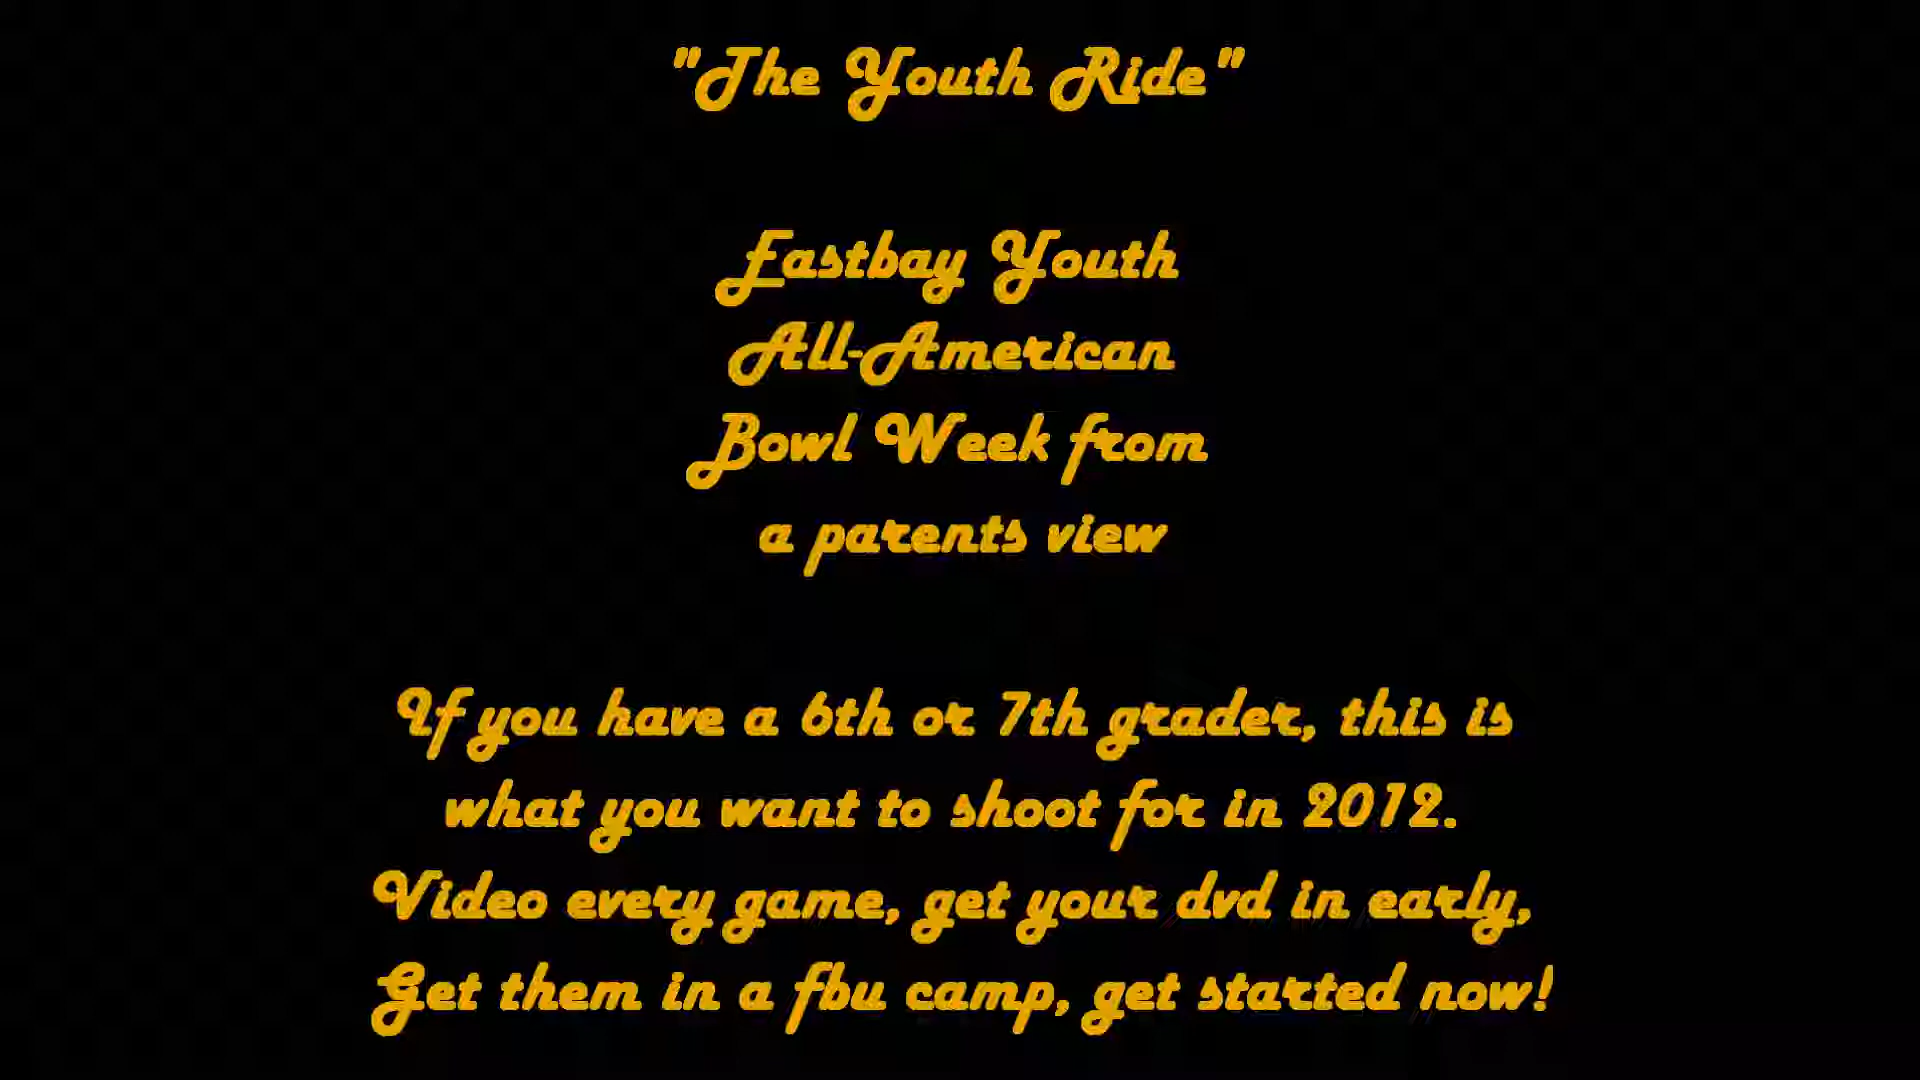 "The Youth Ride"
Eastbay Youth
All-American
Bowl Week from
a parents view
If you have a 6th or 7th grader, this is
what you want to shoot for in 2012.
Video every game, get your dvd in early,
Get them in a fbu camp, get started now!